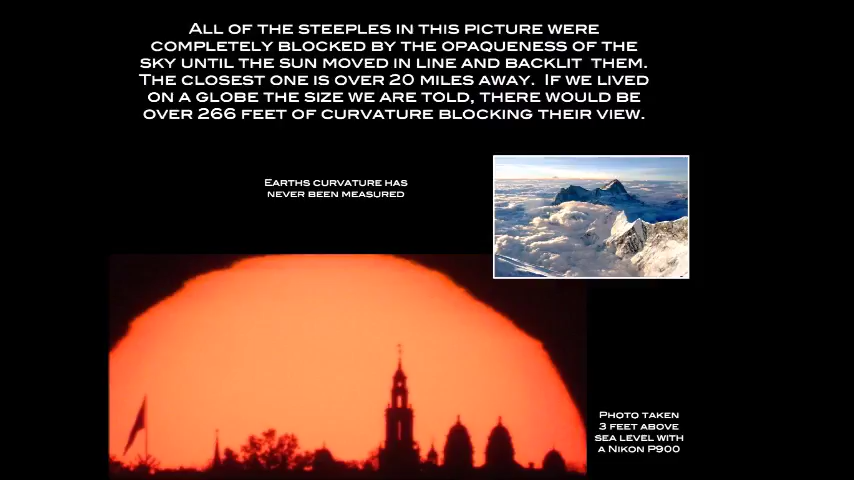 ALL OF THE STEEPLES IN THIS PICTURE WERE
COMPLETELY BLOCKED BY THE OPAQUENESS OF THE
SKY UNTIL THE SUN MOVED IN LINE AND BACKLIT THEM.
THE CLOSEST ONE IS OVER 20 MILES AWAY. IF WE LIVED
ON A GLOBE THE SIZE WE ARE TOLD, THERE WOULD BE
OVER 266 FEET OF CURVATURE BLOCKING THEIR VIEW.
EARTHS CURVATURE HAS
NEVER BEEN MEASURED
PHOTO TAKEN
3 FEET ABOVE
SEA LEVEL WITH
A NIKON P900